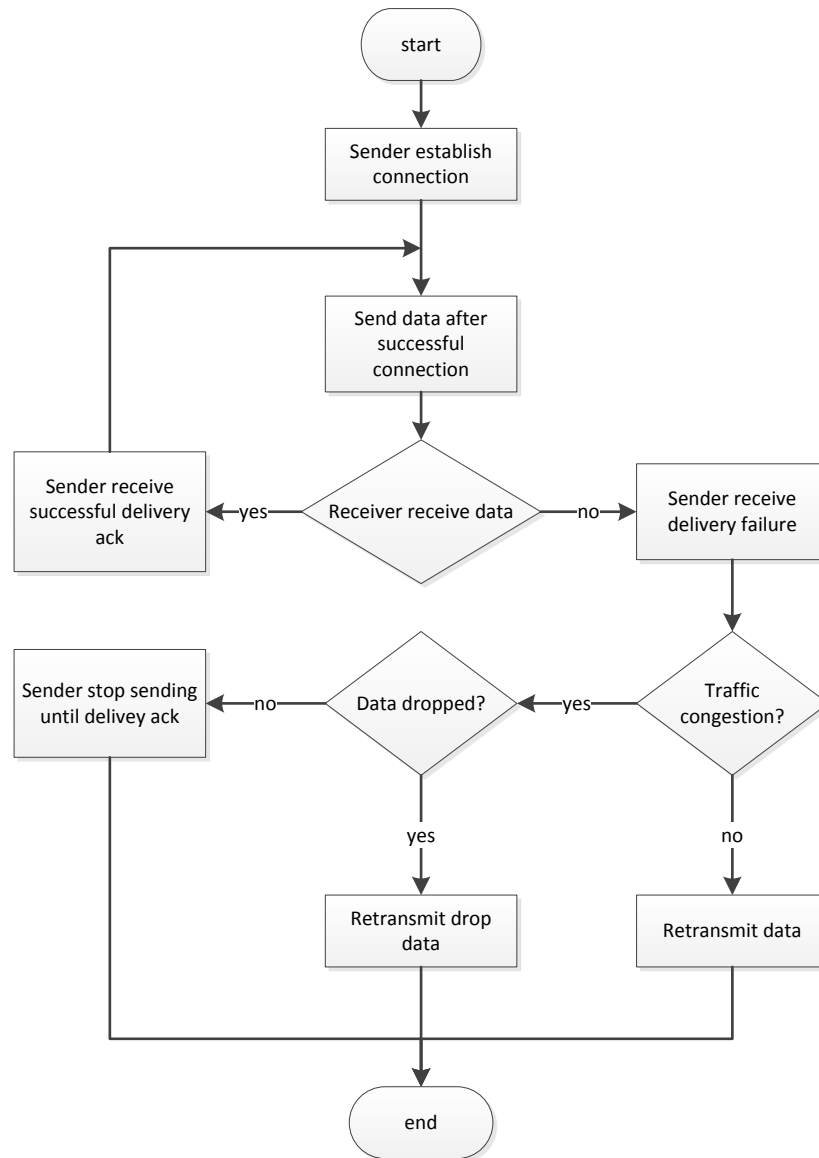 start
Sender establish
connection
Send data after
successful
connection
Sender receive
successful delivery
ack
yes
Receiver receive data
no
Sender receive
delivery failure
Sender stop sending
until delivey ack
no
Data dropped?
yes
Traffic
congestion?
yes
no
Retransmit drop
data
Retransmit data
end